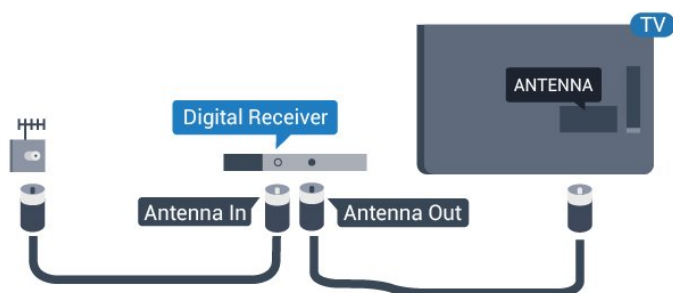 TV
ANTENNA
Digital Receiver
Antenna In
Antenna Out